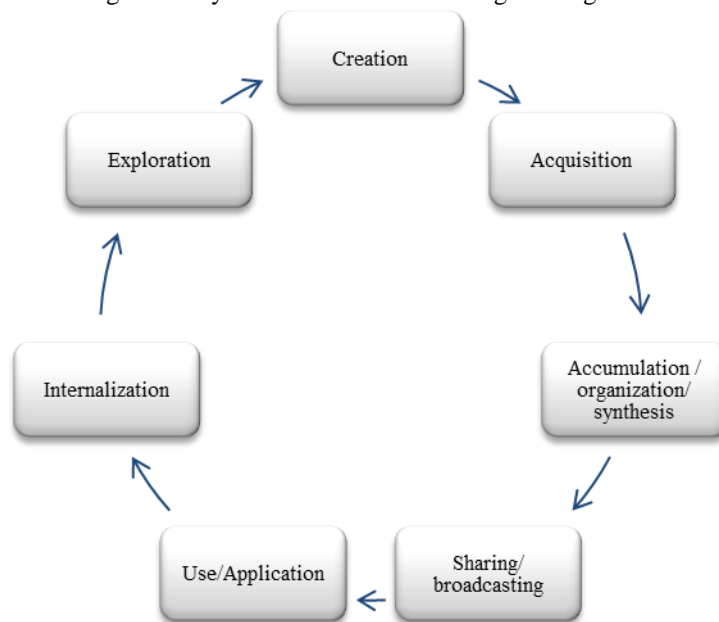 Creation
Acquisition
Accumulation /
organization/
synthesis
Sharing/
broadcasting
Use/Application
Internalization
Exploration